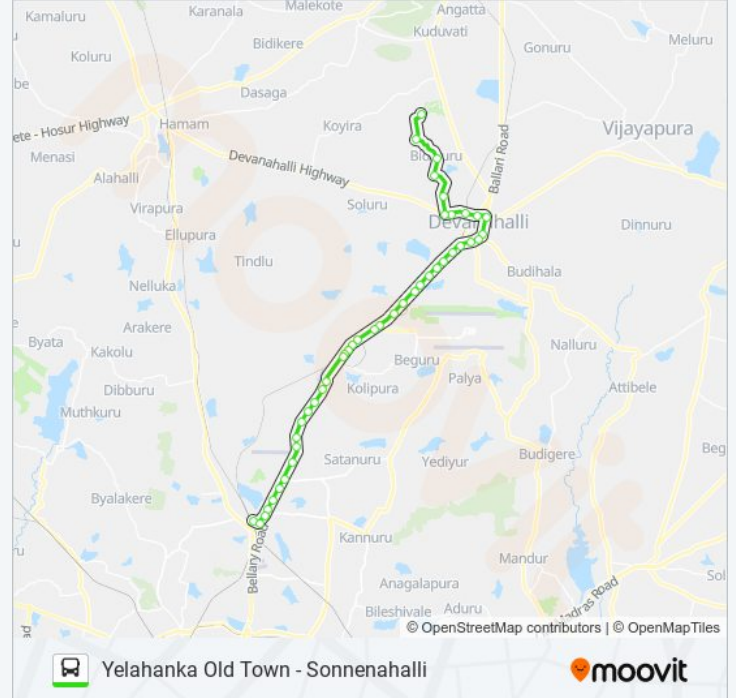 Malekote
Angatta
Kamaluru
Karanala
Kuduvati
Bidikere
Gonuru
Meluru
Koluru
Dasaga
ete - Hosur Highway
Hamam
Koyira
Vijayapura
Menasi
Ballari Road
Devanahalli Highway
Alahalli
Soluru
Virapura
Dinnuru
Ellupura
Tindlu
Budihala
Nelluka
Arakere
Byata
Kakolu
Nalluru
Beguru
Palya
Dibburu
Kolipura
Attibele
Muthkuru
Beg
Satanuru
Yediyur
Budigere
Byalakere
Kannuru
Bellary Road
Mandur
Anagalapura
Sol
Bileshivale
Aduru
adras Road
© OpenStreetMap contributors | © OpenMapTiles
Yelahanka Old Town - Sonnenahalli
moovit